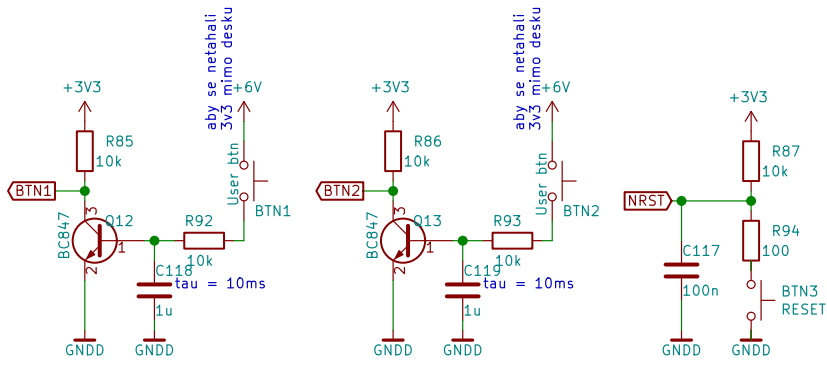 aby se netahali
3v3 mimo desku
+3V3
+6V
R85
10k
BTN1
User btn
BTN1
BC847
3
Q12
1
2
R92
10k
C118
tau = 10ms
1u
GNDD
GNDD
aby se netahali
3v3 mimo desku
+3V3
+6V
R86
10k
BTN2
User btn
BTN2
BC847
3
Q13
1
2
R93
10k
C119
tau = 10ms
1u
GNDD
GNDD
+3V3
R87
10k
NRST
R94
100
C117
100n
BTN3
RESET
GNDD
GNDD